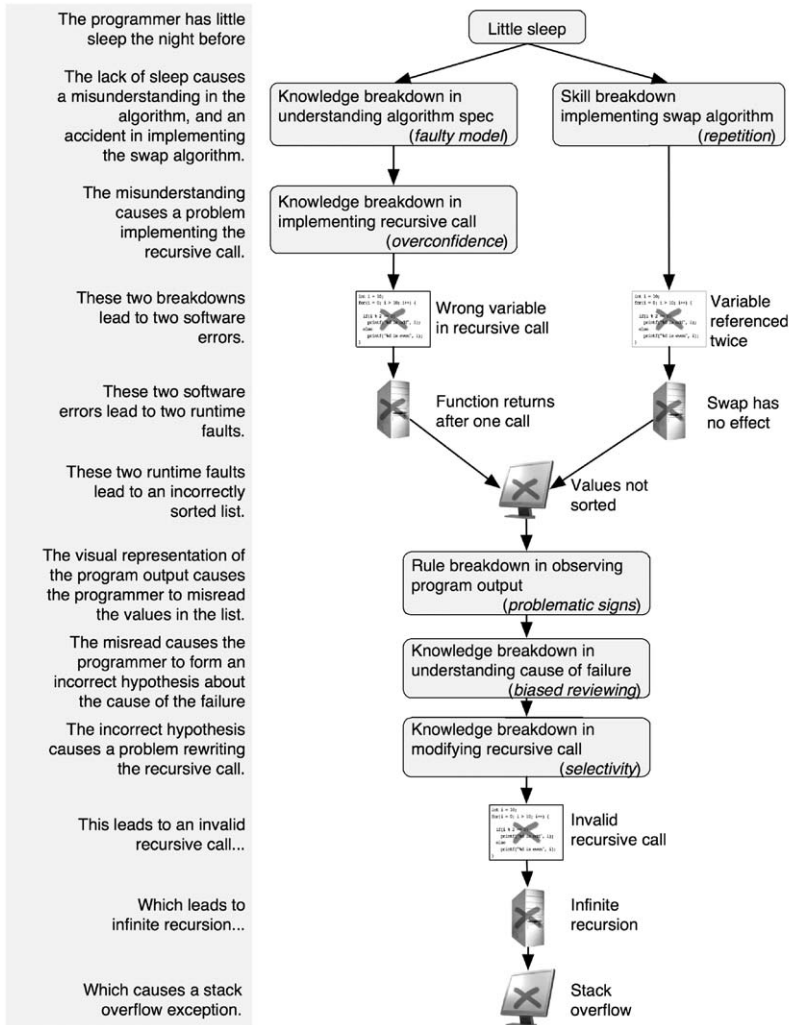 The programmer has little
sleep the night before
Little sleep
The lack of sleep causes
a misunderstanding in the
algorithm, and an
accident in implementing
the swap algorithm.
Knowledge breakdown in
understanding algorithm spec
(faulty model)
Skill breakdown
implementing swap algorithm
(repetition)
The misunderstanding
causes a problem
implementing the
recursive call.
Knowledge breakdown in
implementing recursive call
(overconfidence)
These two breakdowns
lead to two software
errors.
Wrong variable
in recursive call
Variable
referenced
twice
These two software
errors lead to two runtime
faults.
Function returns
after one call
Swap has
no effect
These two runtime faults
lead to an incorrectly
sorted list.
Values not
sorted
The visual representation of
the program output causes
the programmer to misread
the values in the list.
Rule breakdown in observing
program output
(problematic signs)
The misread causes the
programmer to form an
incorrect hypothesis about
the cause of the failure
Knowledge breakdown in
understanding cause of failure
(biased reviewing)
The incorrect hypothesis
causes a problem rewriting
the recursive call.
Knowledge breakdown in
modifying recursive call
(selectivity)
This leads to an invalid
recursive call...
Invalid
recursive call
Which leads to
infinite recursion...
Infinite
recursion
Which causes a stack
overflow exception.
Stack
overflow